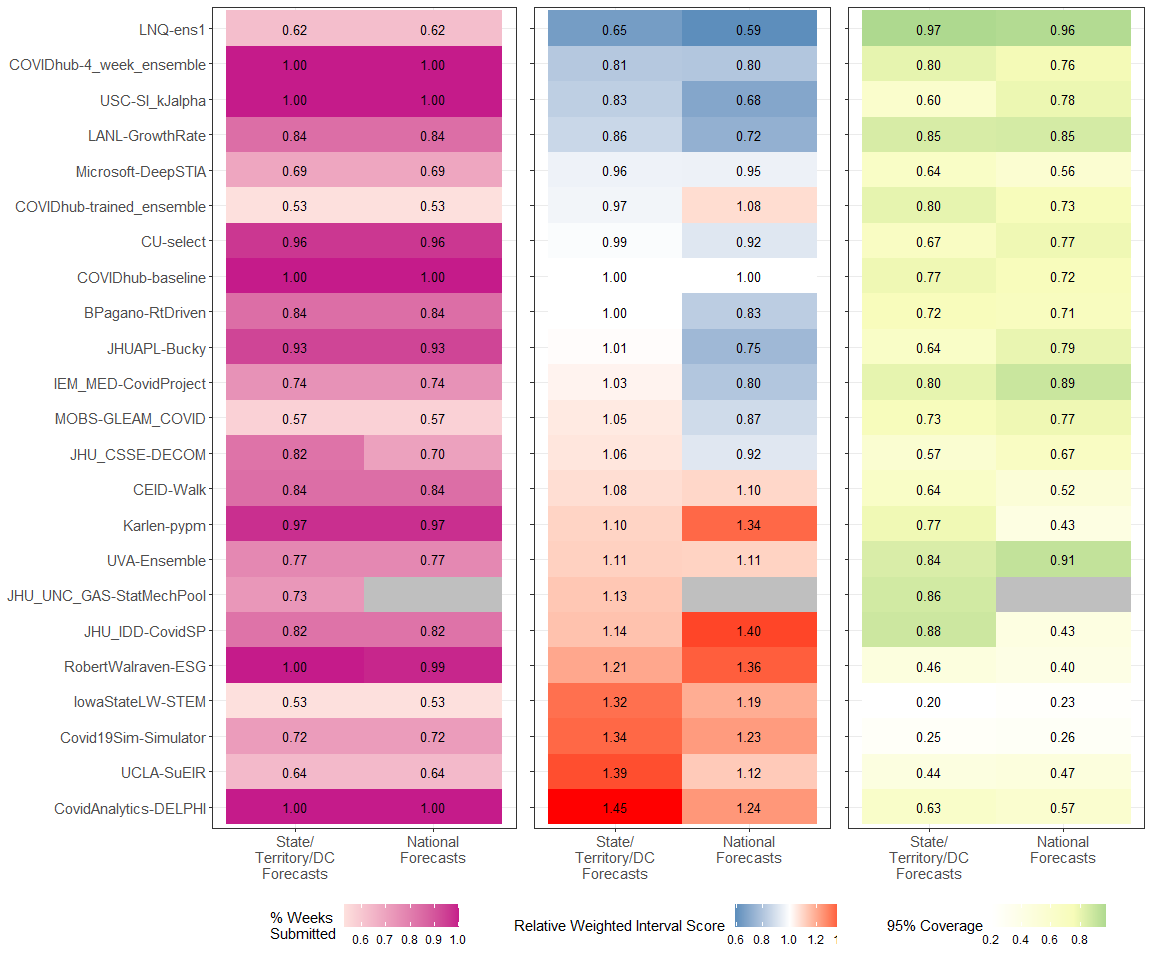 LNQ-ens1 0.62 0.62 0.65 0.59 0.97 0.96
COVIDhub-4_week_ensemble 1.00 1.00 0.81 0.80 0.80 0.76
USC-SI_kJalpha 1.00 1.00 0.83 0.68 0.60 0.78
LANL-GrowthRate 0.84 0.84 0.86 0.72 0.85 0.85
Microsoft-DeepSTIA 0.69 0.69 0.96 0.95 0.64 0.56
COVIDhub-trained_ensemble 0.53 0.53 0.97 1.08 0.80 0.73
CU-select 0.96 0.96 0.99 0.92 0.67 0.77
COVIDhub-baseline 1.00 1.00 1.00 1.00 0.77 0.72
BPagano-RtDriven 0.84 0.84 1.00 0.83 0.72 0.71
JHUAPL-Bucky 0.93 0.93 1.01 0.75 0.64 0.79
IEM_MED-CovidProject 0.74 0.74 1.03 0.80 0.80 0.89
MOBS-GLEAM_COVID 0.57 0.57 1.05 0.87 0.73 0.77
JHU_CSSE-DECOM 0.82 0.70 1.06 0.92 0.57 0.67
CEID-Walk 0.84 0.84 1.08 1.10 0.64 0.52
Karlen-pypm 0.97 0.97 1.10 1.34 0.77 0.43
UVA-Ensemble 0.77 0.77 1.11 1.11 0.84 0.91
JHU_UNC_GAS-StatMechPool 0.73 1.13 0.86
JHU_IDD-CovidSP 0.82 0.82 1.14 1.40 0.88 0.43
RobertWalraven-ESG 1.00 0.99 1.21 1.36 0.46 0.40
IowaStateLW-STEM 0.53 0.53 1.32 1.19 0.20 0.23
Covid19Sim-Simulator 0.72 0.72 1.34 1.23 0.25 0.26
UCLA-SuEIR 0.64 0.64 1.39 1.12 0.44 0.47
CovidAnalytics-DELPHI 1.00 1.00 1.45 1.24 0.63 0.57
State/ National State/ National State/ National
Territory/DC Forecasts Territory/DC Forecasts Territory/DC Forecasts
Forecasts Forecasts Forecasts
% Weeks
Submitted
0.6 0.7 0.8 0.9 1.0
Relative Weighted Interval Score
0.6 0.8 1.0 1.2 1
95% Coverage
0.2 0.4 0.6 0.8